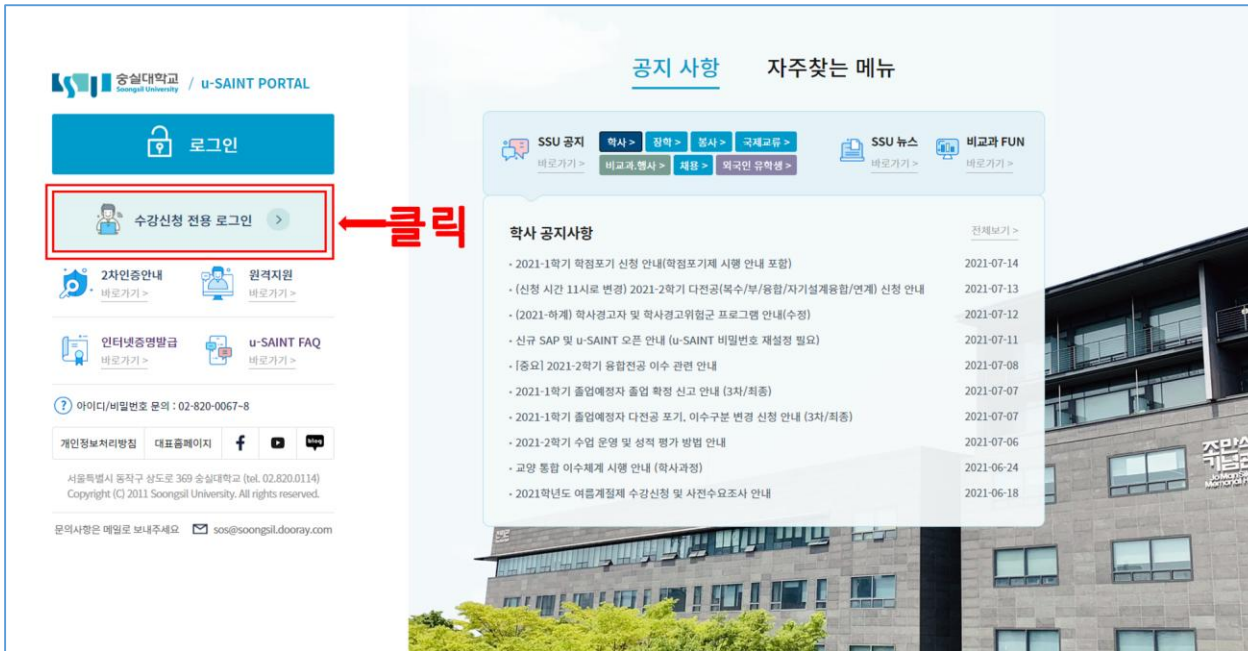 숭실대학교
Soongsil University
/ u-SAINT PORTAL
로그인
수강신청 전용 로그인 >
클릭
2차인증안내
바로가기 >
원격지원
바로가기 >
인터넷증명발급
바로가기 >
u-SAINT FAQ
바로가기 >
? 아이디/비밀번호 문의 : 02-820-0067~8
개인정보처리방침 대표홈페이지 f blog
서울특별시 동작구 상도로 369 숭실대학교 (tel. 02.820.0114)
Copyright (C) 2011 Soongsil University. All rights reserved.
문의사항은 메일로 보내주세요 sos@soongsil.dooray.com
공지 사항 자주찾는 메뉴
SSU 공지
바로가기 >
학사 > 장학 > 봉사 > 국제교류 >
비교과.행사 > 채용 > 외국인 유학생 >
SSU 뉴스
바로가기 >
비교과 FUN
바로가기 >
학사 공지사항 전체보기 >
• 2021-1학기 학점포기 신청 안내(학점포기제 시행 안내 포함) 2021-07-14
• (신청 시간 11시로 변경) 2021-2학기 다전공(복수/부/융합/자기설계융합/연계) 신청 안내 2021-07-13
• (2021-하계) 학사경고자 및 학사경고위험군 프로그램 안내(수정) 2021-07-12
• 신규 SAP 및 u-SAINT 오픈 안내 (u-SAINT 비밀번호 재설정 필요) 2021-07-11
• [중요] 2021-2학기 융합전공 이수 관련 안내 2021-07-08
• 2021-1학기 졸업예정자 졸업 확정 신고 안내 (3차/최종) 2021-07-07
• 2021-1학기 졸업예정자 다전공 포기, 이수구분 변경 신청 안내 (3차/최종) 2021-07-07
• 2021-2학기 수업 운영 및 성적 평가 방법 안내 2021-07-06
• 교양 통합 이수체계 시행 안내 (학사과정) 2021-06-24
• 2021학년도 여름계절제 수강신청 및 사전수요조사 안내 2021-06-18
조만식
Memorial